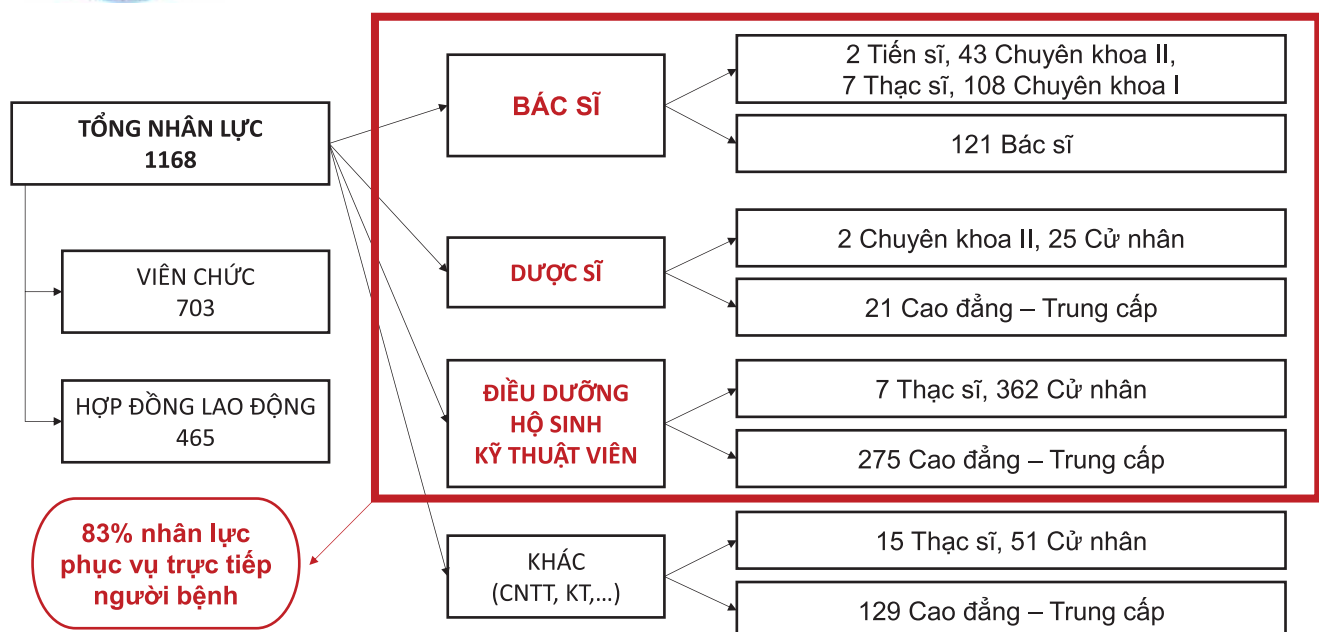 TỔNG NHÂN LỰC
1168
VIÊN CHỨC
703
HỢP ĐỒNG LAO ĐỘNG
465
83% nhân lực
phục vụ trực tiếp
người bệnh
BÁC SĨ
2 Tiến sĩ, 43 Chuyên khoa II,
7 Thạc sĩ, 108 Chuyên khoa I
121 Bác sĩ
DƯỢC SĨ
2 Chuyên khoa II, 25 Cử nhân
21 Cao đẳng – Trung cấp
ĐIỀU DƯỠNG
HỘ SINH
KỸ THUẬT VIÊN
7 Thạc sĩ, 362 Cử nhân
275 Cao đẳng – Trung cấp
KHÁC
(CNTT, KT,...)
15 Thạc sĩ, 51 Cử nhân
129 Cao đẳng – Trung cấp